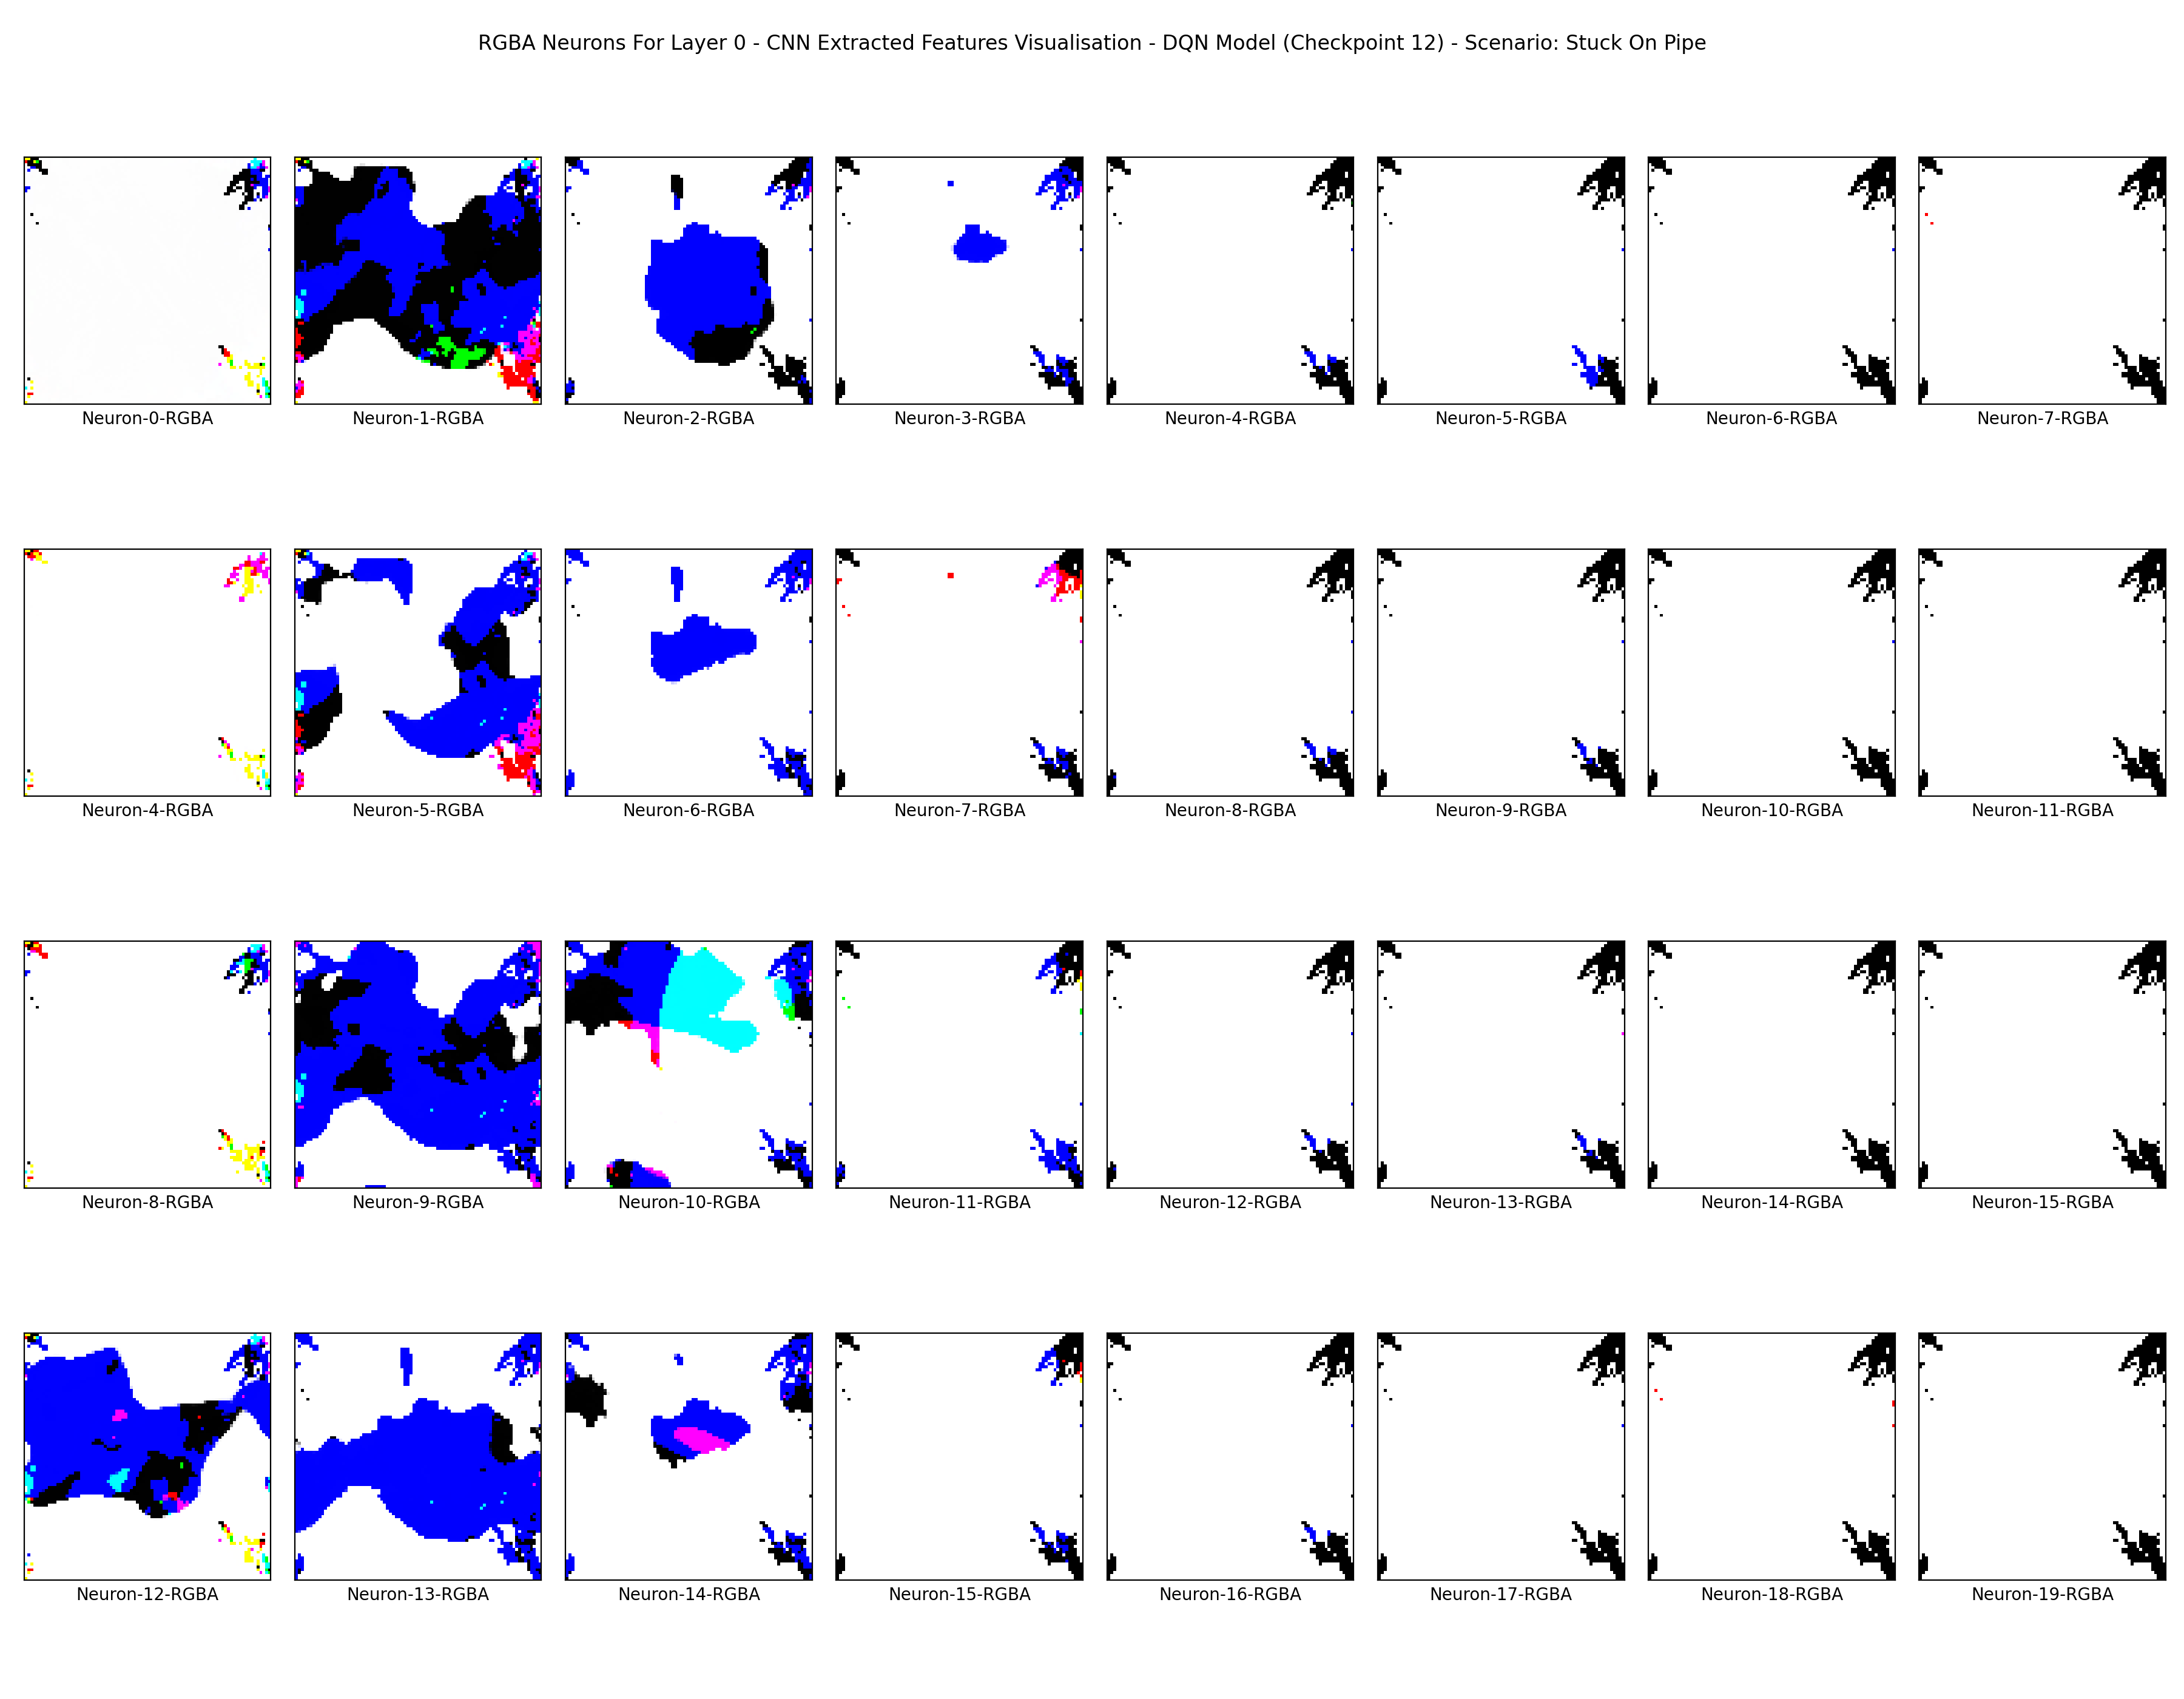 RGBA Neurons For Layer 0 - CNN Extracted Features Visualisation - DQN Model (Checkpoint 12) - Scenario: Stuck On Pipe
Neuron-0-RGBA Neuron-1-RGBA Neuron-2-RGBA Neuron-3-RGBA Neuron-4-RGBA Neuron-5-RGBA Neuron-6-RGBA Neuron-7-RGBA
Neuron-4-RGBA Neuron-5-RGBA Neuron-6-RGBA Neuron-7-RGBA Neuron-8-RGBA Neuron-9-RGBA Neuron-10-RGBA Neuron-11-RGBA
Neuron-8-RGBA Neuron-9-RGBA Neuron-10-RGBA Neuron-11-RGBA Neuron-12-RGBA Neuron-13-RGBA Neuron-14-RGBA Neuron-15-RGBA
Neuron-12-RGBA Neuron-13-RGBA Neuron-14-RGBA Neuron-15-RGBA Neuron-16-RGBA Neuron-17-RGBA Neuron-18-RGBA Neuron-19-RGBA